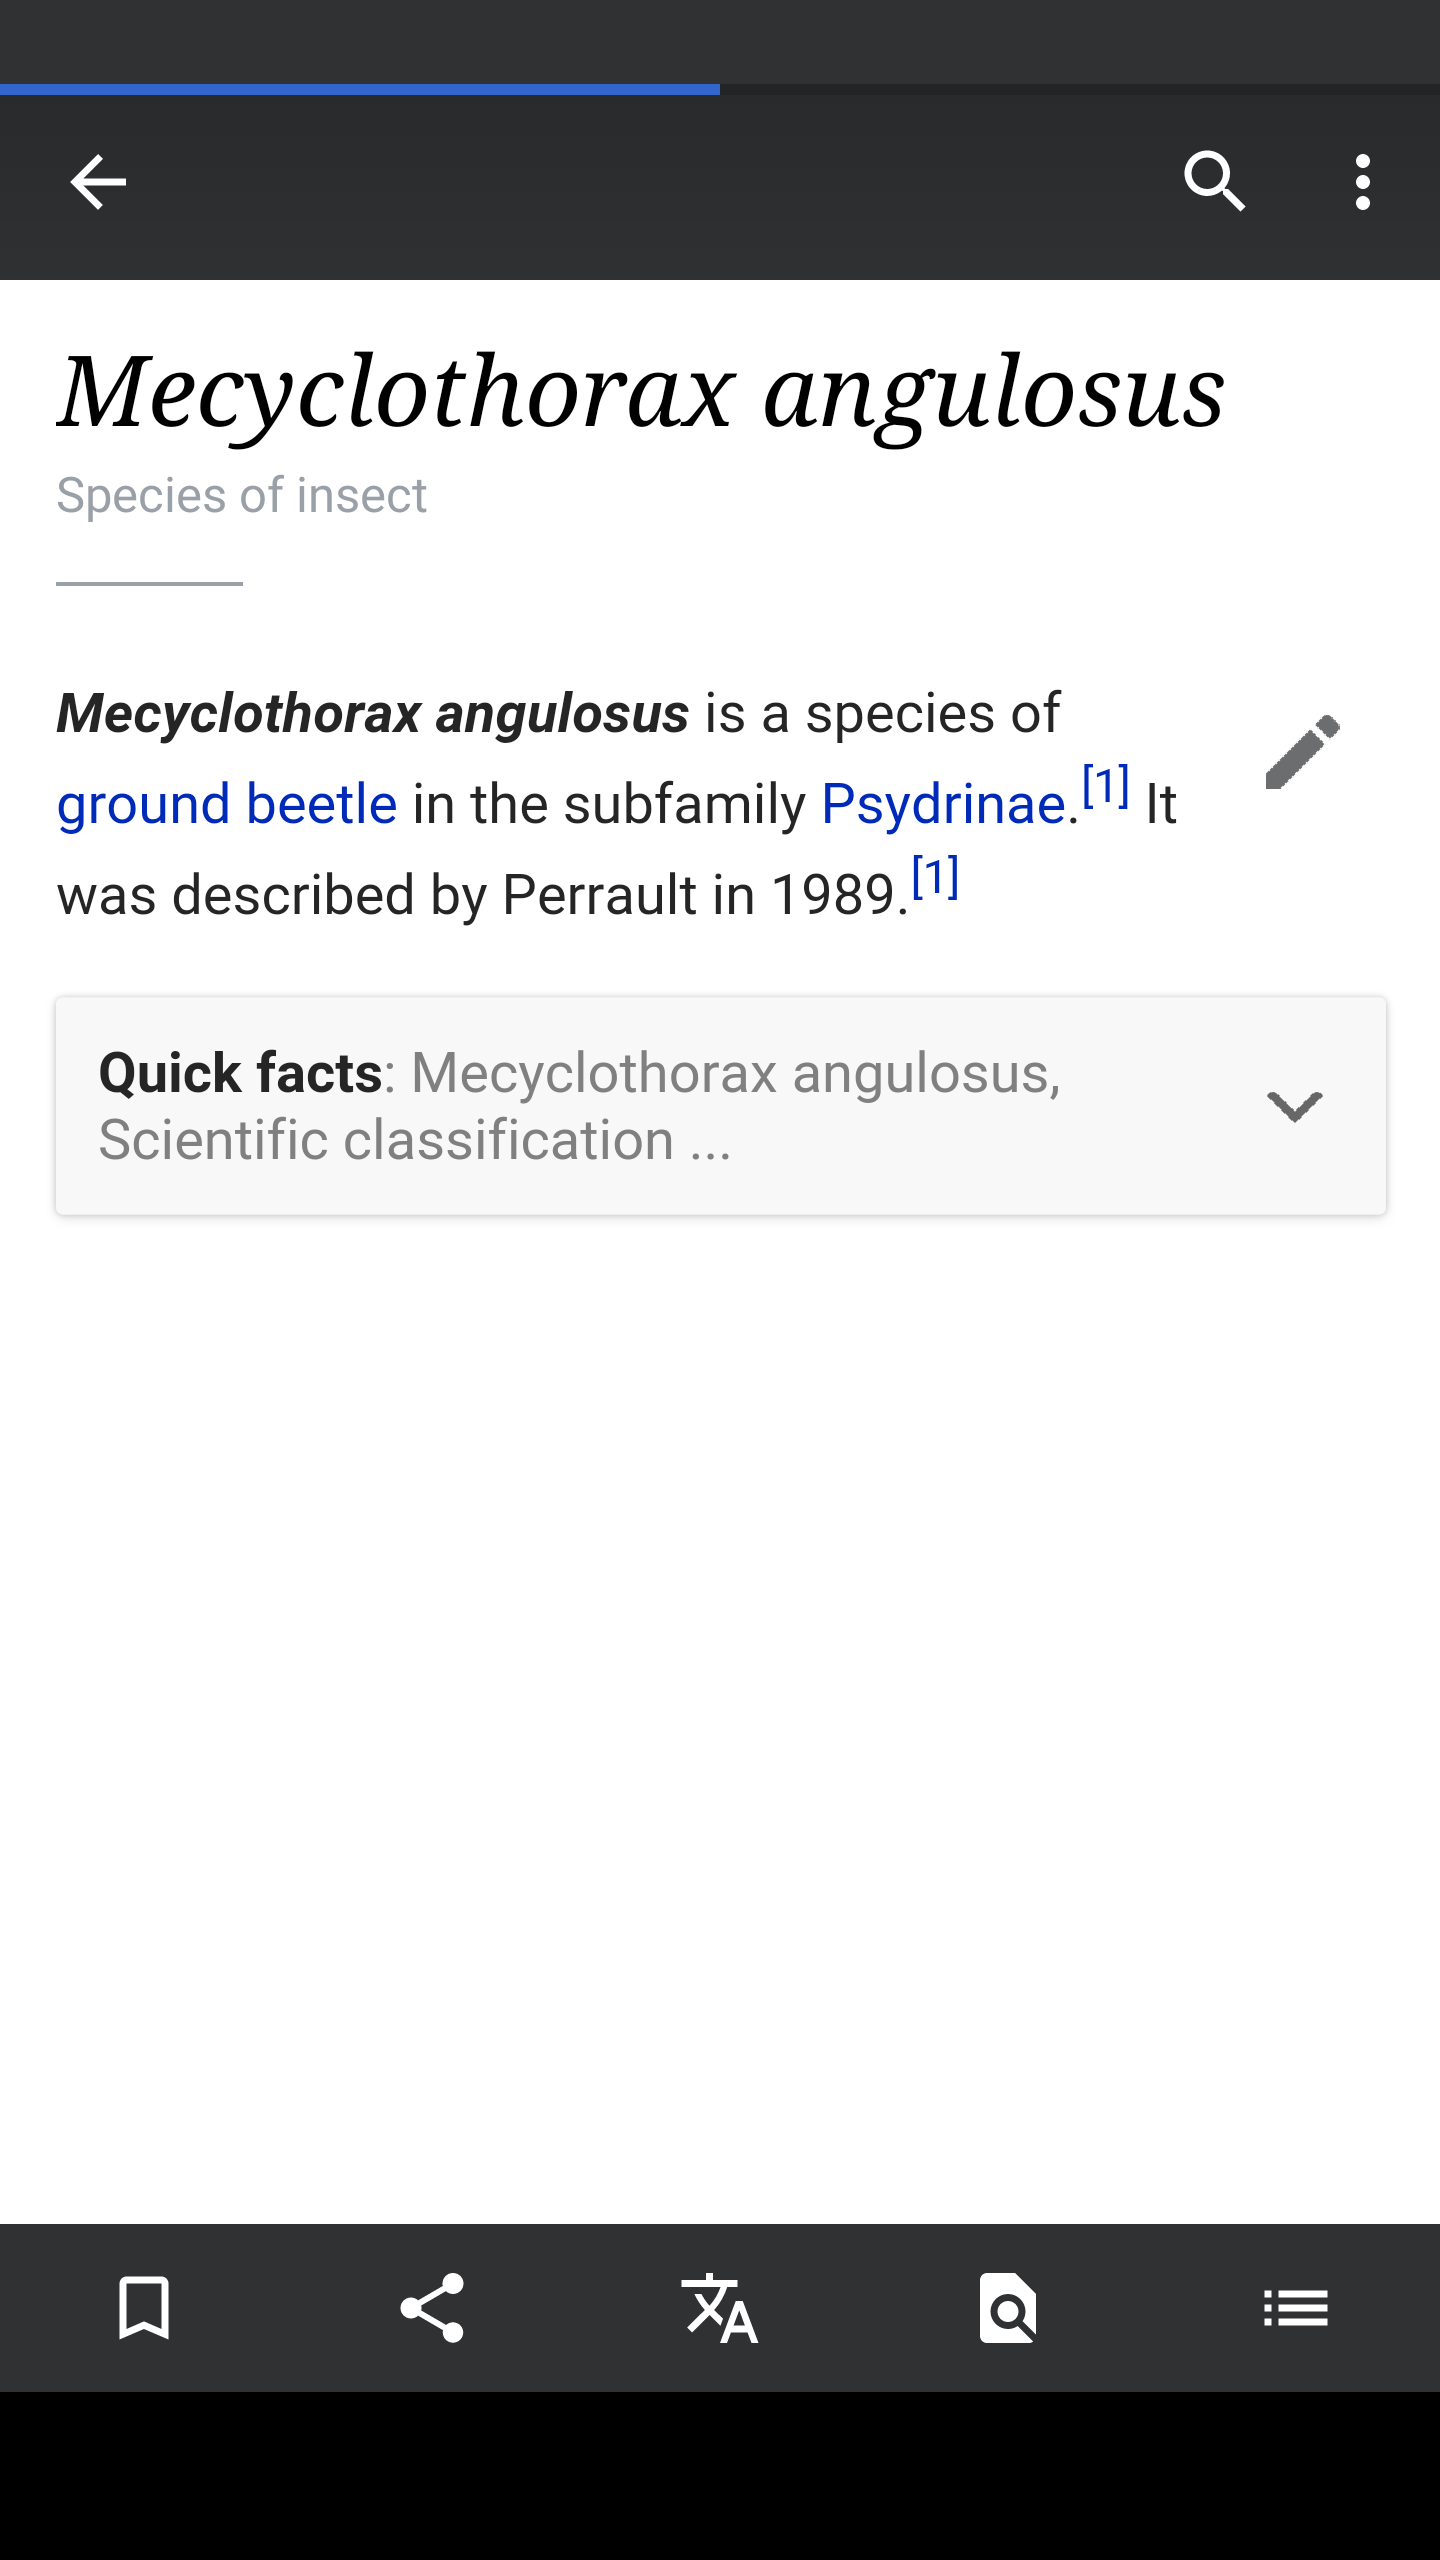 Mecyclothorax angulosus
Species of insect
Mecyclothorax angulosus is a species of
ground beetle in the subfamily Psydrinae.[1] It
was described by Perrault in 1989.[1]
Quick facts: Mecyclothorax angulosus,
Scientific classification ...